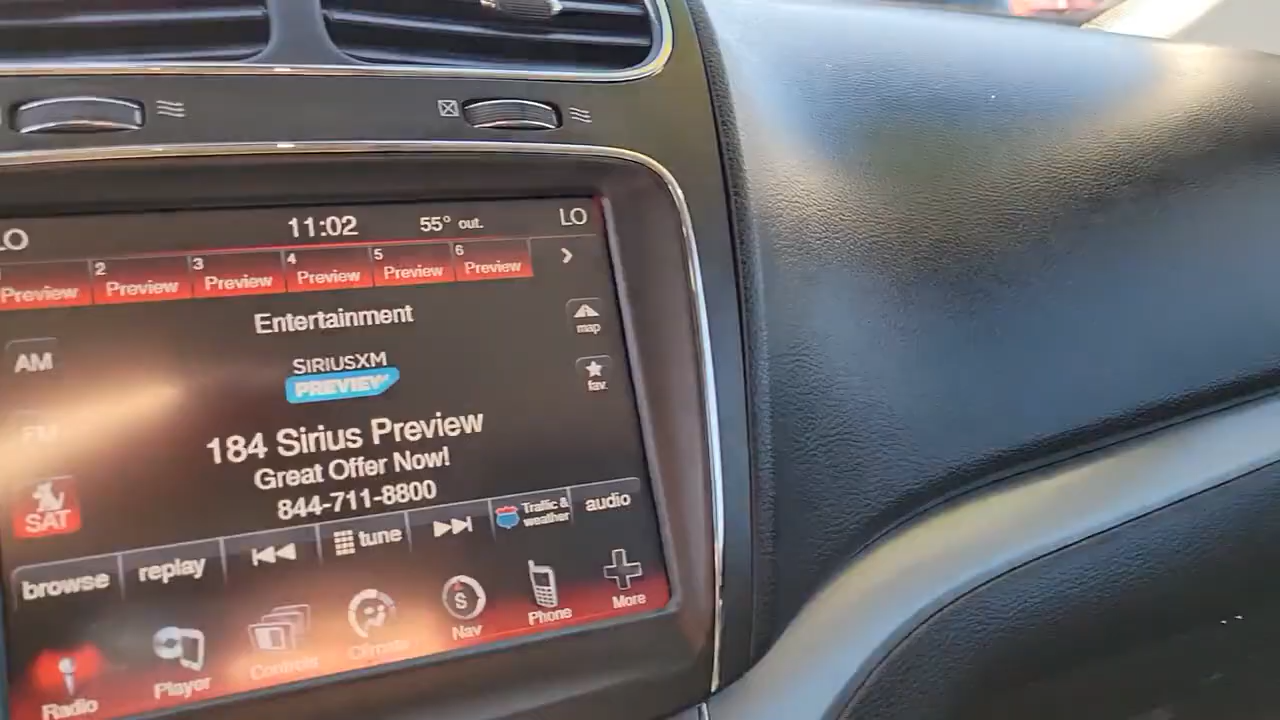 LO 11:02 55° out. LO
Preview 2 Preview 3 Preview 4 Preview 5 Preview 6 Preview
Entertainment
map
AM
SIRIUSXM
PREVIEW
fav.
FM
184 Sirius Preview
Great Offer Now!
844-711-8800
SAT
browse replay tune Traffic & weather audio
Radio Player Controls Climate Nav Phone More